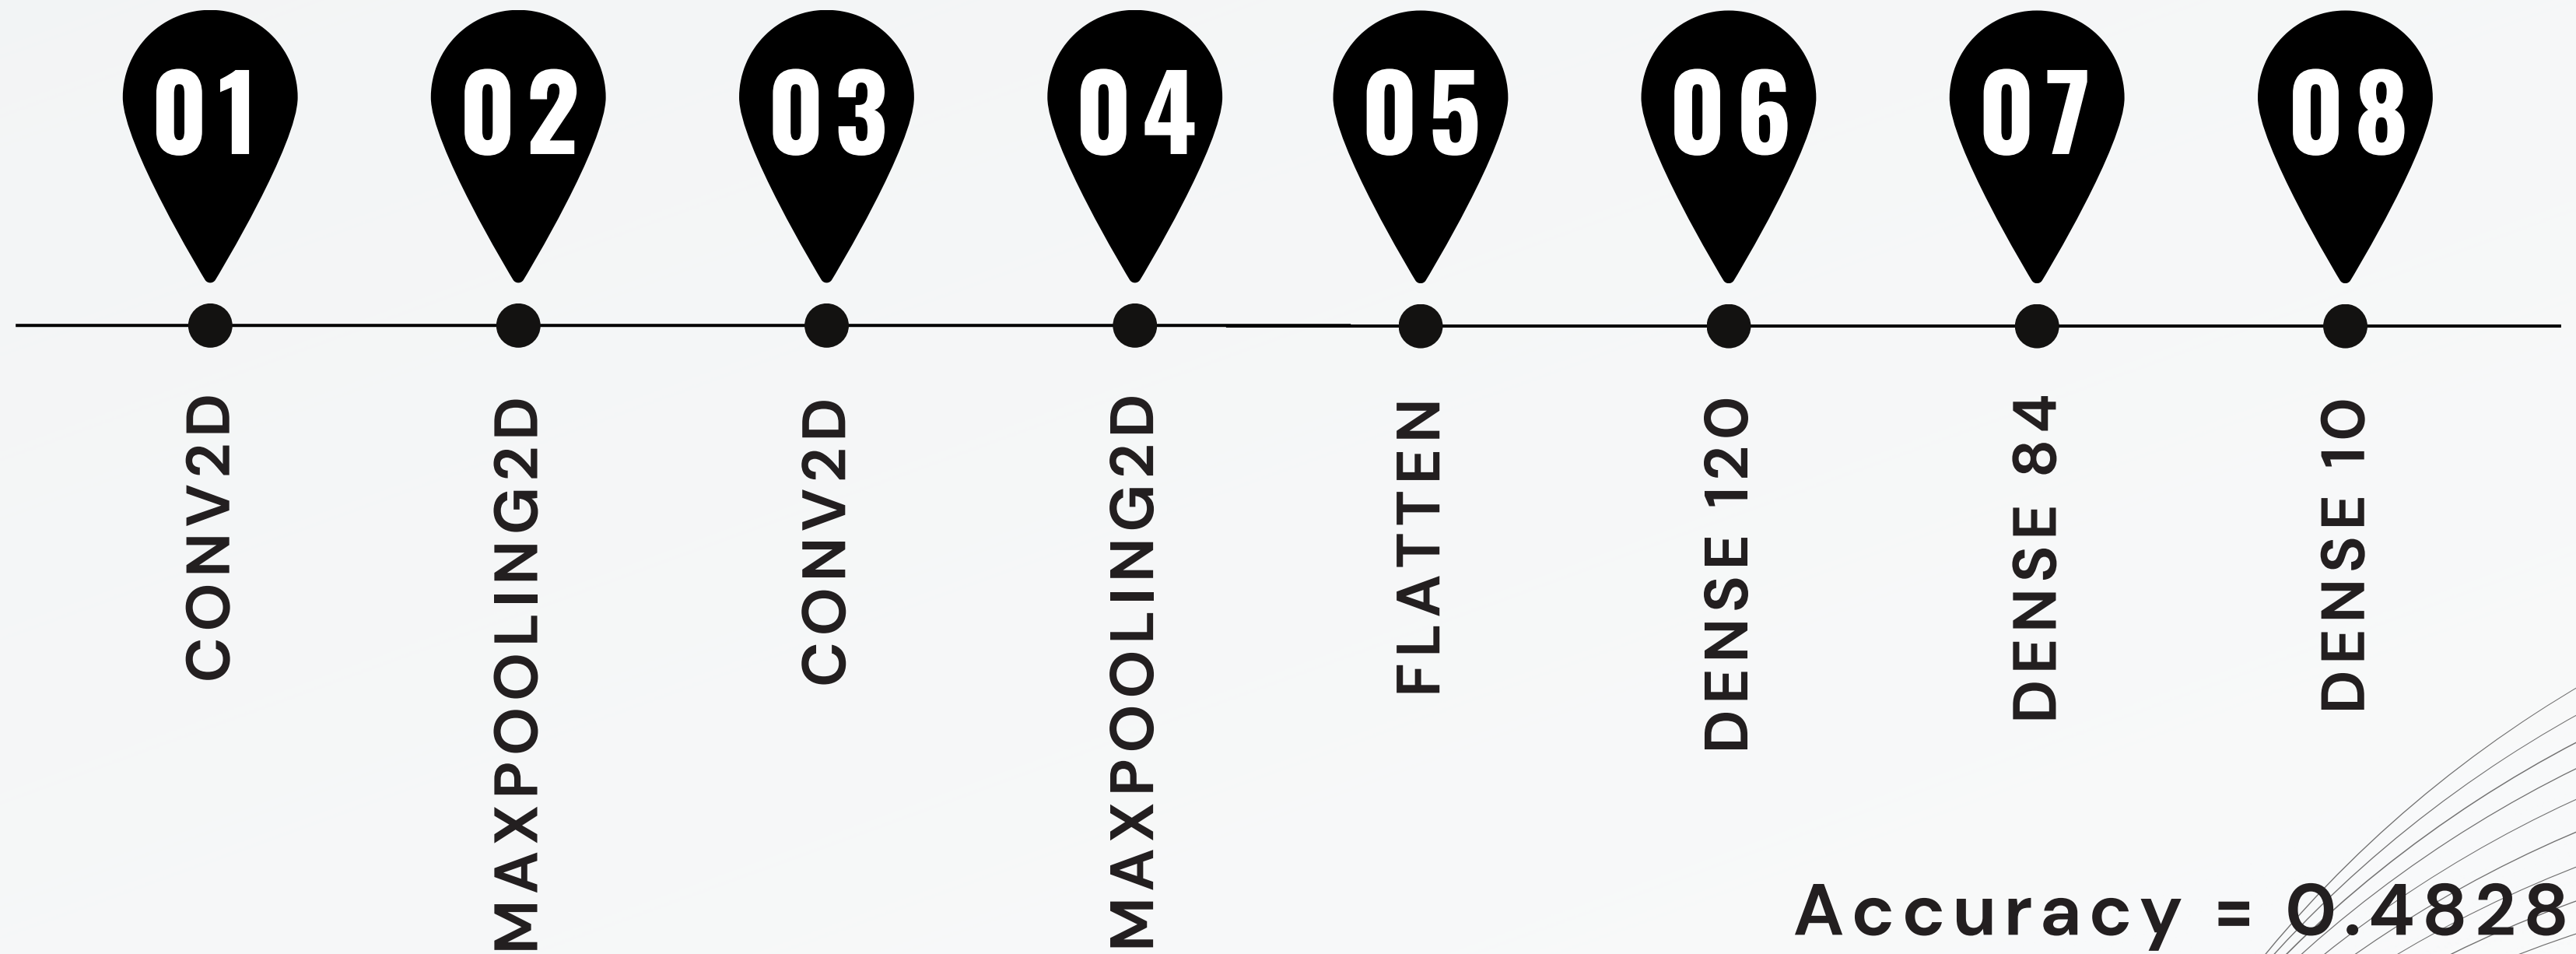 01
02
03
04
05
06
07
08
CONV2D
MAXPOOLING2D
CONV2D
MAXPOOLING2D
FLATTEN
DENSE 120
DENSE 84
DENSE 10
Accuracy = 0.4828